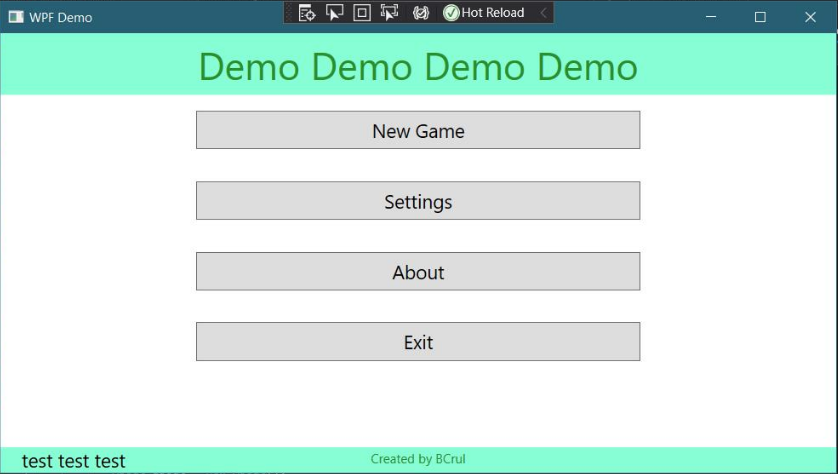 WPF Demo
Hot Reload
Demo Demo Demo Demo
New Game
Settings
About
Exit
test test test
Created by BCrul